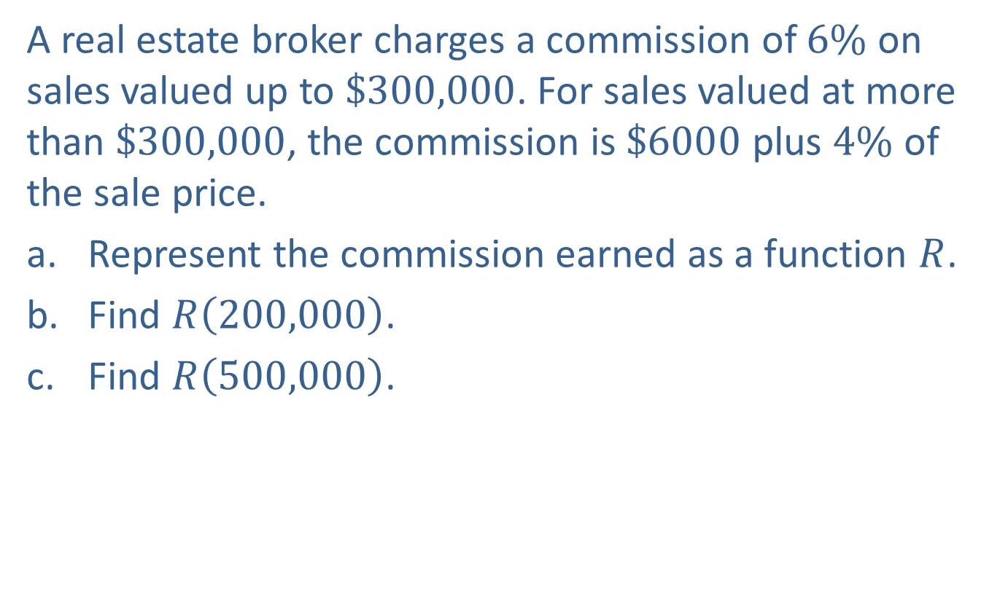 A real estate broker charges a commission of 6% on
sales valued up to $300,000. For sales valued at more
than $300,000, the commission is $6000 plus 4% of
the sale price.
a. Represent the commission earned as a function R.
b. Find R(200,000).
c. Find R(500,000).